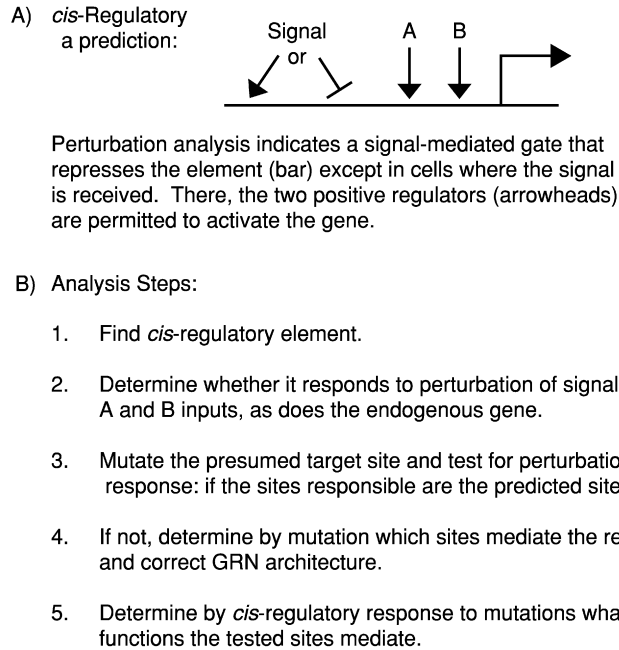 A) cis-Regulatory
a prediction:
Signal
or
A B
Perturbation analysis indicates a signal-mediated gate that
represses the element (bar) except in cells where the signal
is received. There, the two positive regulators (arrowheads)
are permitted to activate the gene.
B) Analysis Steps:
1. Find cis-regulatory element.
2. Determine whether it responds to perturbation of signal
A and B inputs, as does the endogenous gene.
3. Mutate the presumed target site and test for perturbatio
response: if the sites responsible are the predicted site
4. If not, determine by mutation which sites mediate the re
and correct GRN architecture.
5. Determine by cis-regulatory response to mutations wha
functions the tested sites mediate.